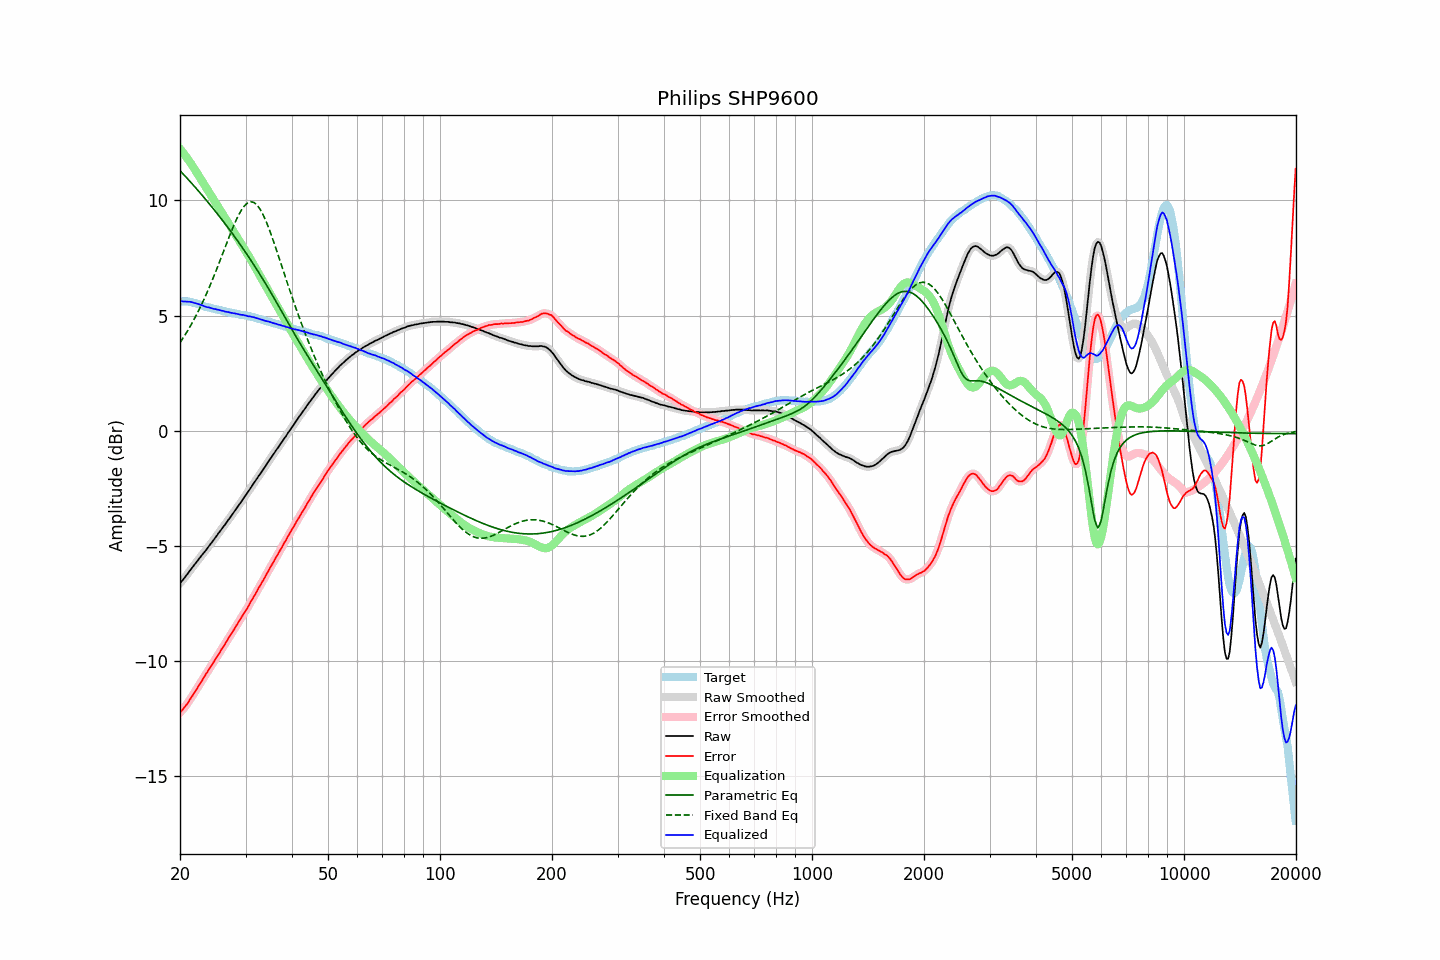 Philips SHP9600
Amplitude (dBr)
10
5
0
−5
−10
−15
Target
Raw Smoothed
Error Smoothed
Raw
Error
Equalization
Parametric Eq
Fixed Band Eq
Equalized
20 50 100 200 500 1000 2000 5000 10000 20000
Frequency (Hz)